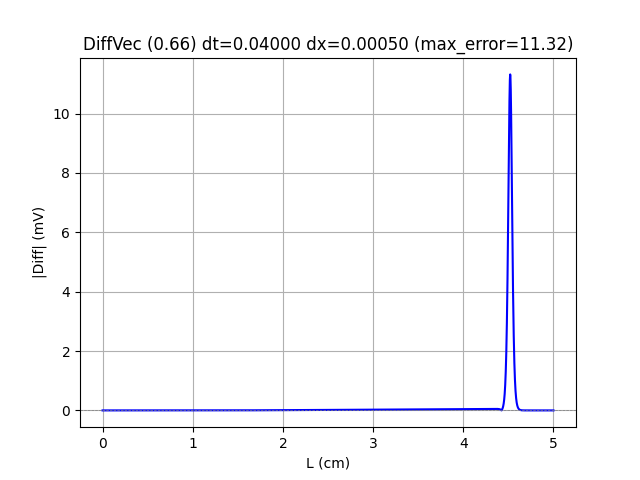 DiffVec (0.66) dt=0.04000 dx=0.00050 (max_error=11.32)
10
8
6
4
2
0
|Diff| (mV)
0 1 2 3 4 5
L (cm)